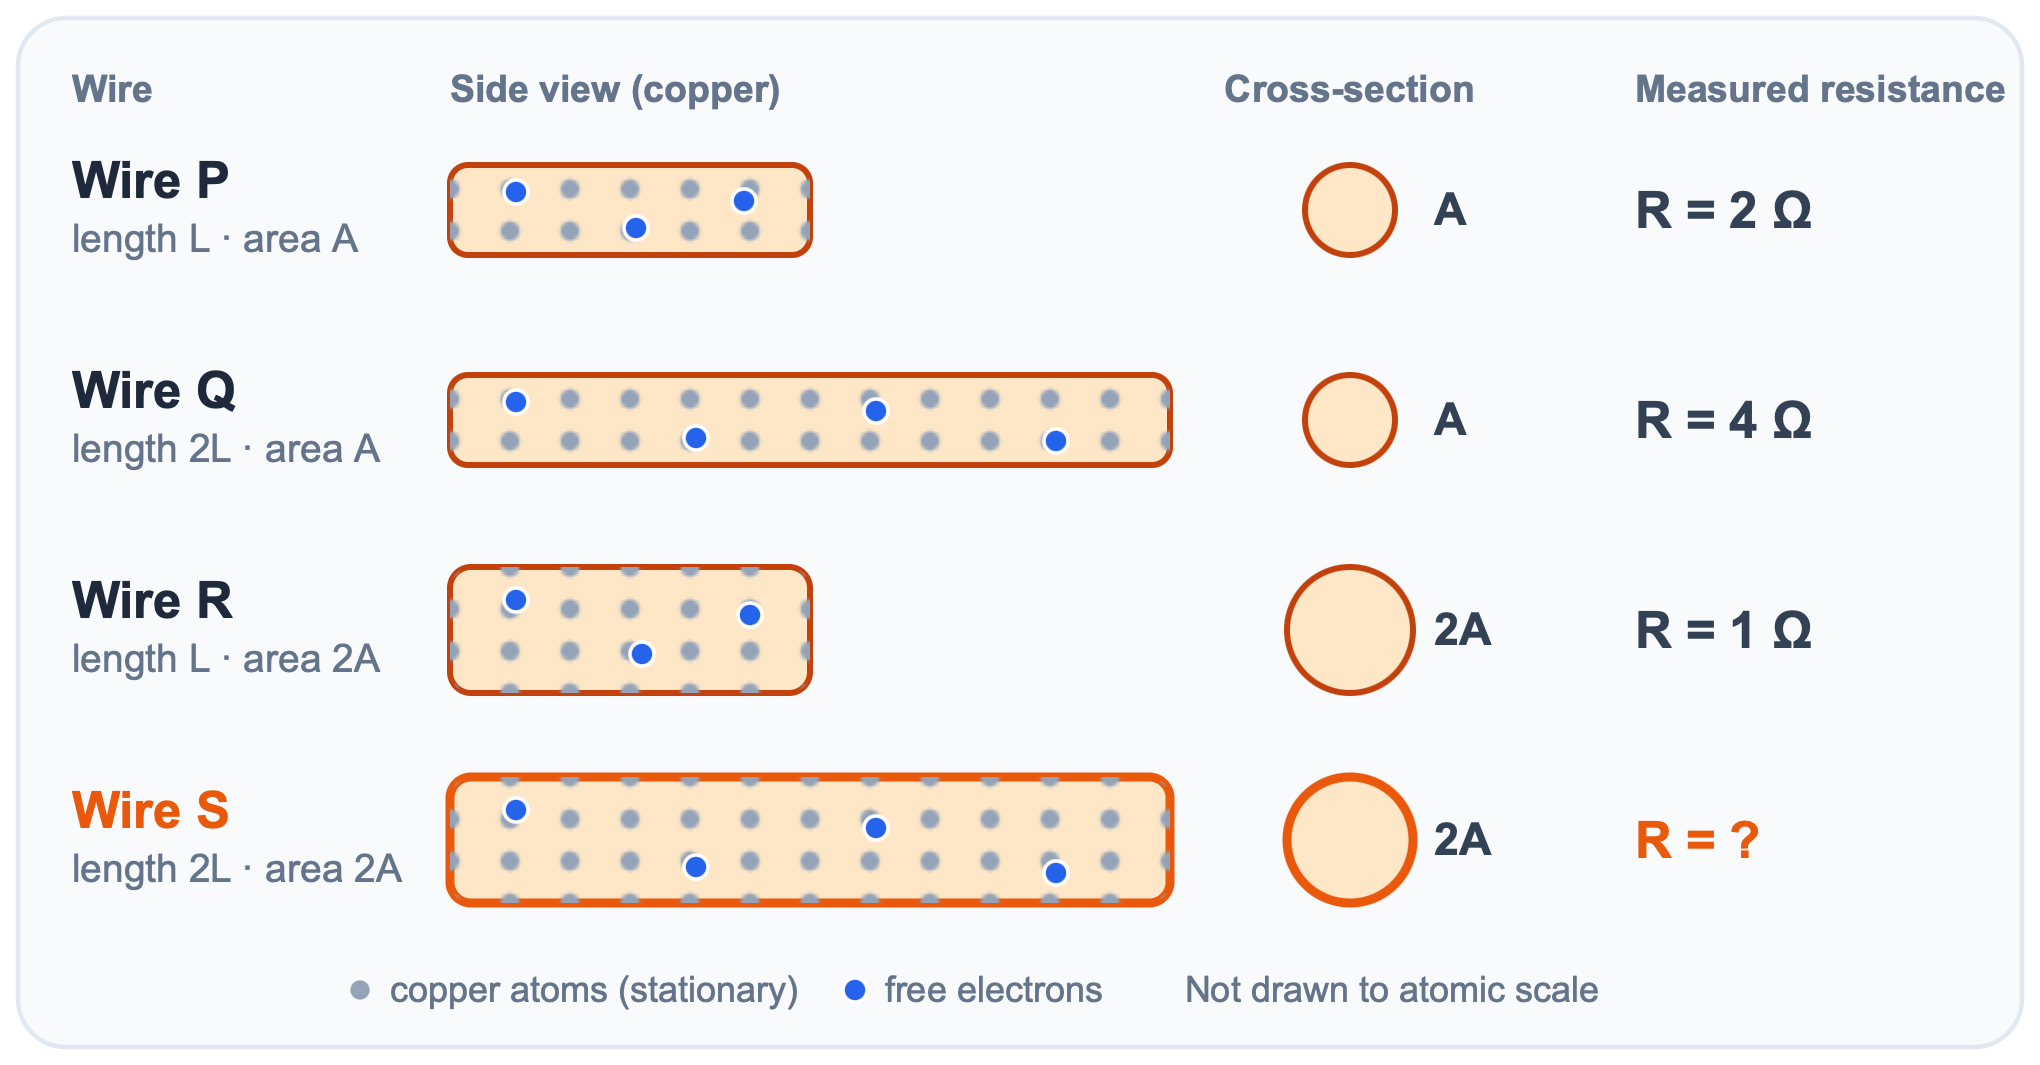 Wire Side view (copper) Cross-section Measured resistance
Wire P
length L · area A
A
R = 2 Ω
Wire Q
length 2L · area A
A
R = 4 Ω
Wire R
length L · area 2A
2A
R = 1 Ω
Wire S
length 2L · area 2A
2A
R = ?
copper atoms (stationary) free electrons Not drawn to atomic scale